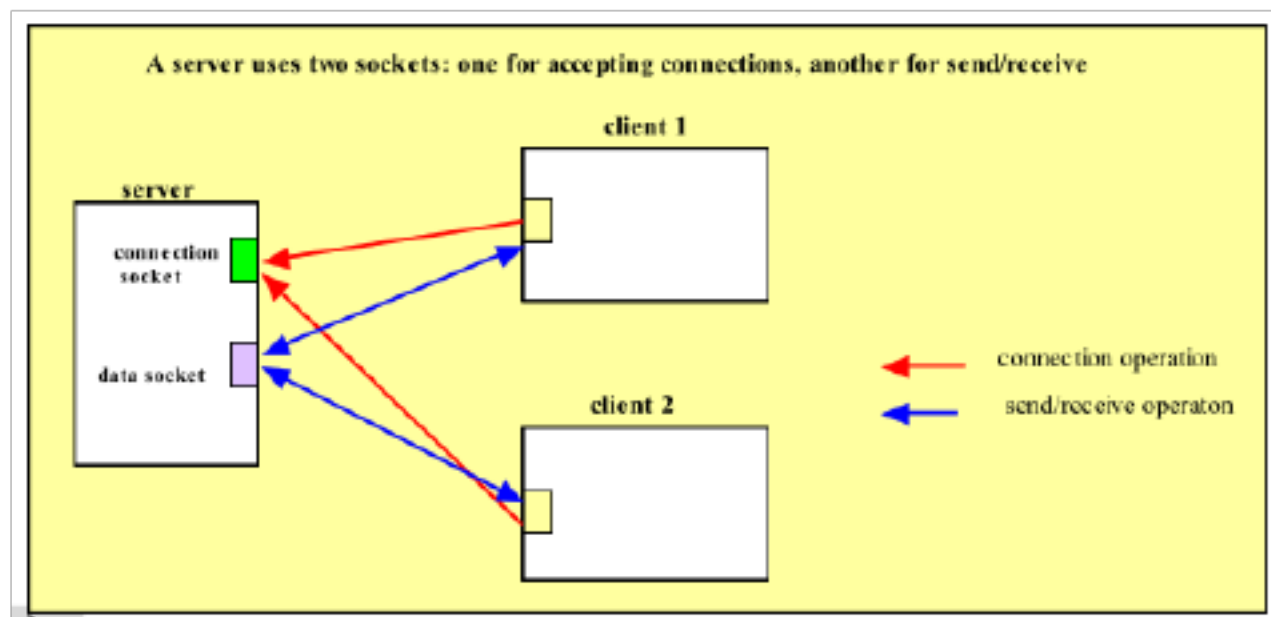 A server uses two sockets: one for accepting connections, another for send/receive
client 1
server
connection
socket
data socket
connection operation
client 2
send/receive operaton